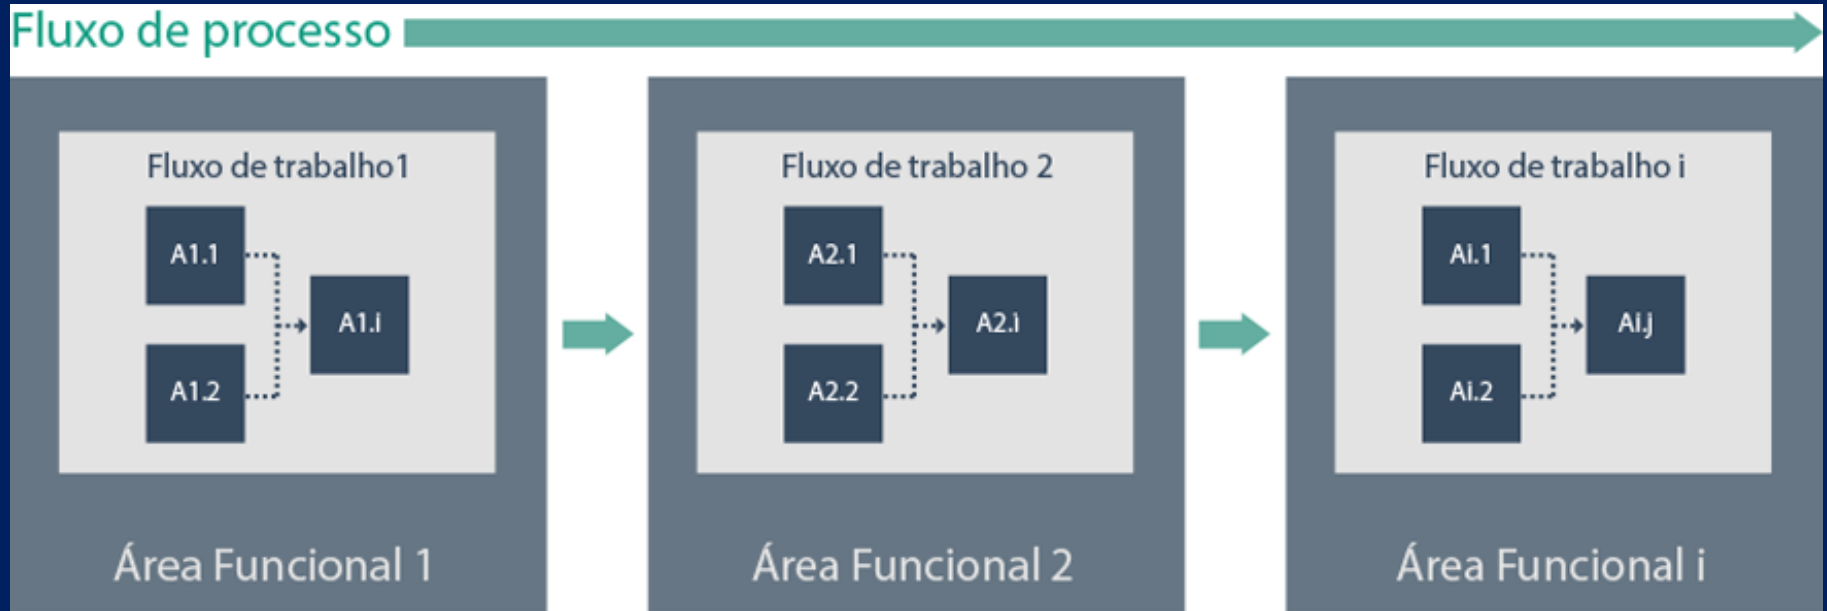 Fluxo de processo
Fluxo de trabalho1
A1.1
A1.2
A1.i
Área Funcional 1
Fluxo de trabalho 2
A2.1
A2.2
A2.i
Área Funcional 2
Fluxo de trabalho i
Ai.1
Ai.2
Ai.j
Área Funcional i